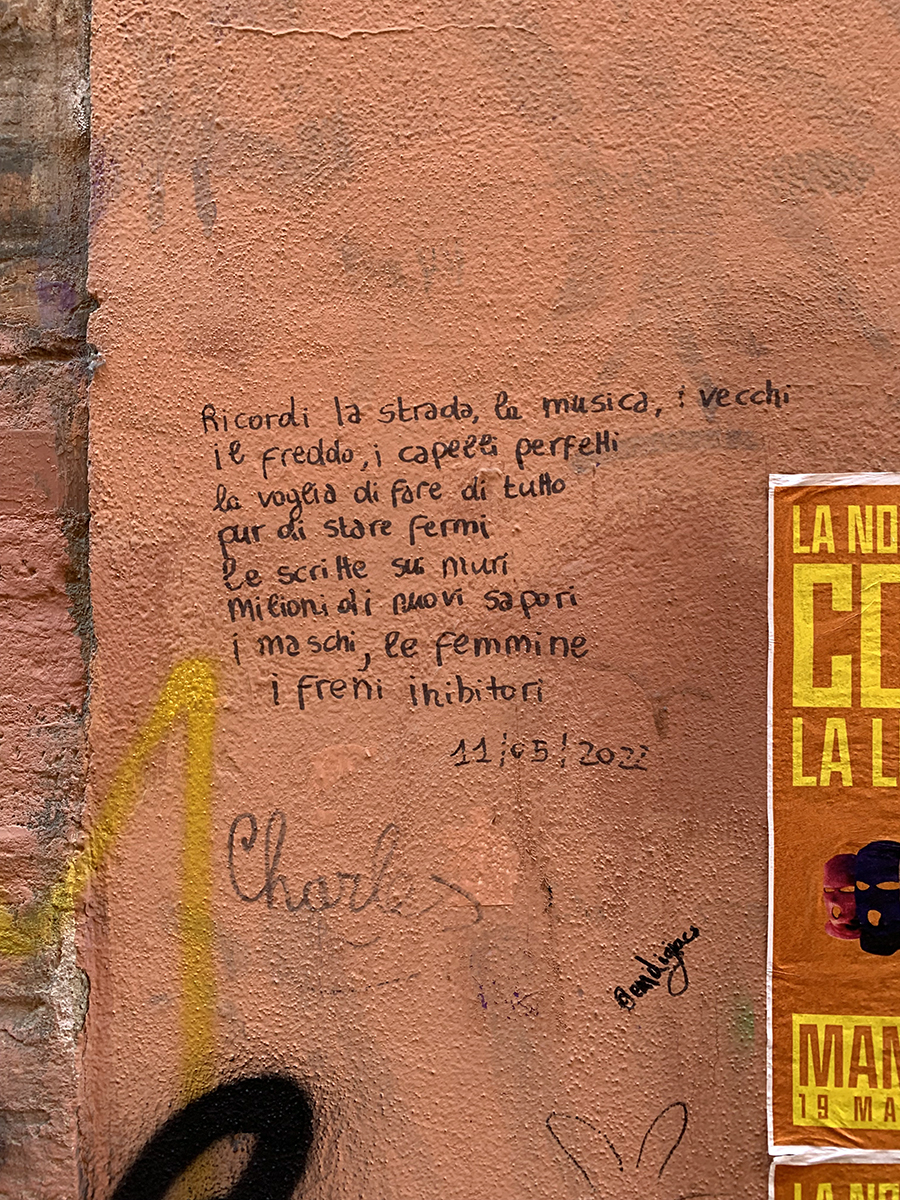 Ricordi la strada, la musica, i vecchi
il freddo, i capelli perfetti
la voglia di fare di tutto
pur di stare fermi
le scritte sui muri
milioni di nuovi sapori
i maschi, le femmine
i freni inibitori
11/05/2022
Charles
LA NO
CO
LA L
MAN
19 MA
LA NO